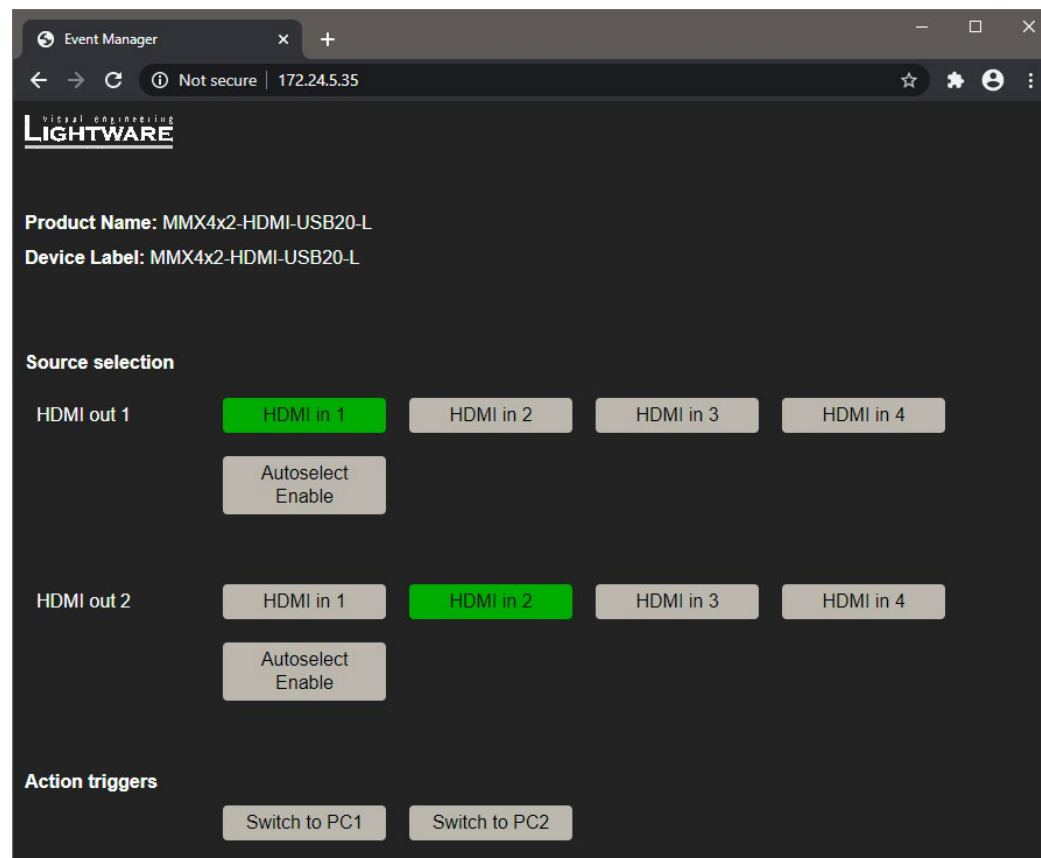 Event Manager
Not secure | 172.24.5.35
visual engineering
LIGHTWARE
Product Name: MMX4x2-HDMI-USB20-L
Device Label: MMX4x2-HDMI-USB20-L
Source selection
HDMI out 1 HDMI in 1 HDMI in 2 HDMI in 3 HDMI in 4
Autoselect
Enable
HDMI out 2 HDMI in 1 HDMI in 2 HDMI in 3 HDMI in 4
Autoselect
Enable
Action triggers
Switch to PC1 Switch to PC2